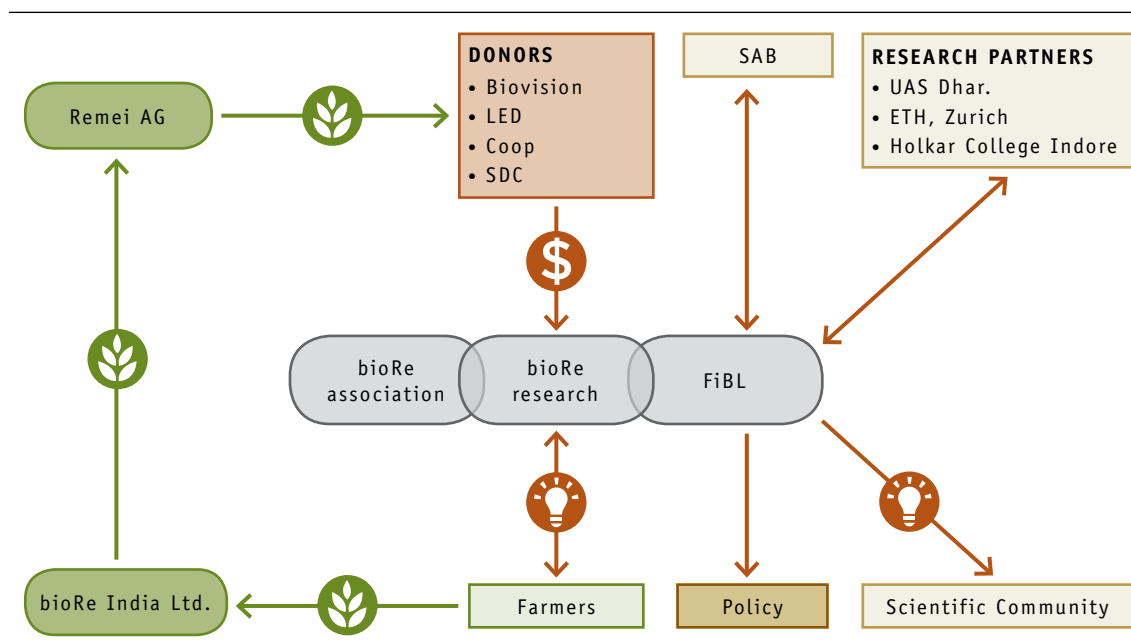 DONORS
• Biovision
• LED
• Coop
• SDC
SAB
RESEARCH PARTNERS
• UAS Dhar.
• ETH, Zurich
• Holkar College Indore
Remei AG
$
bioRe
association
bioRe
research
FiBL
bioRe India Ltd.
Farmers
Policy
Scientific Community